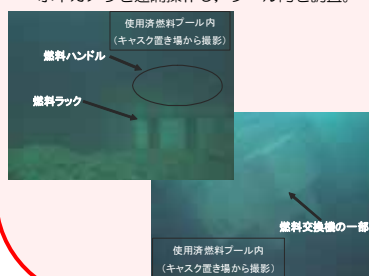 使用済燃料プール内
(キャスク置き場から撮影)
燃料ハンドル
燃料ラック
燃料交換機の一部
使用済燃料プール内
(キャスク置き場から撮影)